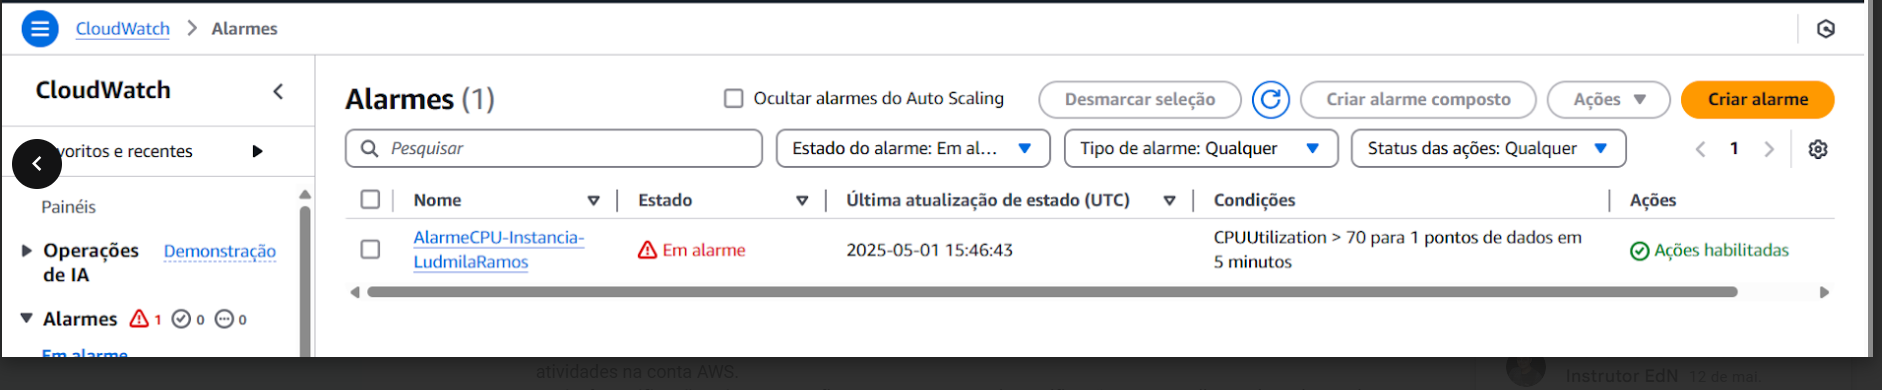 CloudWatch > Alarmes
CloudWatch
Alarmes (1)
Ocultar alarmes do Auto Scaling
Desmarcar seleção
Criar alarme composto
Ações
Criar alarme
voritos e recentes
Pesquisar
Estado do alarme: Em al...
Tipo de alarme: Qualquer
Status das ações: Qualquer
1
Painéis
Nome
Estado
Última atualização de estado (UTC)
Condições
Ações
Operações de IA
Demonstração
AlarmeCPU-Instancia-
LudmilaRamos
Em alarme
2025-05-01 15:46:43
CPUUtilization > 70 para 1 pontos de dados em
5 minutos
Ações habilitadas
Alarmes 1 0 0
Em alarme
atividades na conta AWS.
Instrutor EdN 12 de mai.